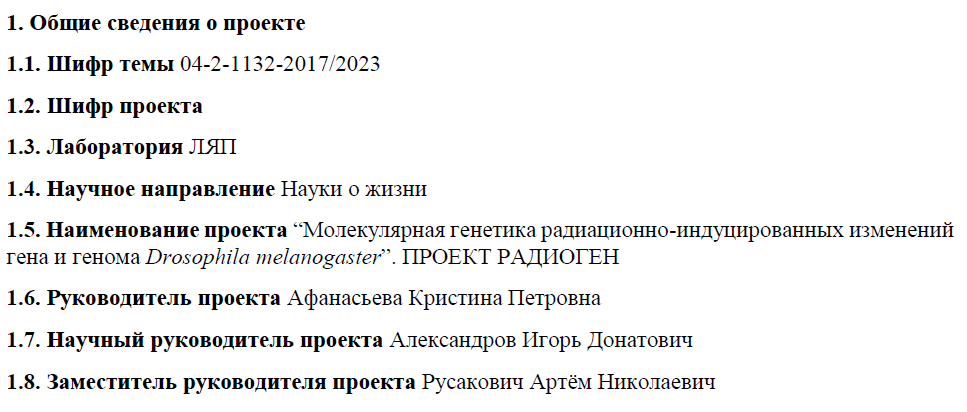 1. Общие сведения о проекте
1.1. Шифр темы 04-2-1132-2017/2023
1.2. Шифр проекта
1.3. Лаборатория ЛЯП
1.4. Научное направление Науки о жизни
1.5. Наименование проекта “Молекулярная генетика радиационно-индуцированных изменений
гена и генома Drosophila melanogaster”. ПРОЕКТ РАДИОГЕН
1.6. Руководитель проекта Афанасьева Кристина Петровна
1.7. Научный руководитель проекта Александров Игорь Донатович
1.8. Заместитель руководителя проекта Русакович Артём Николаевич